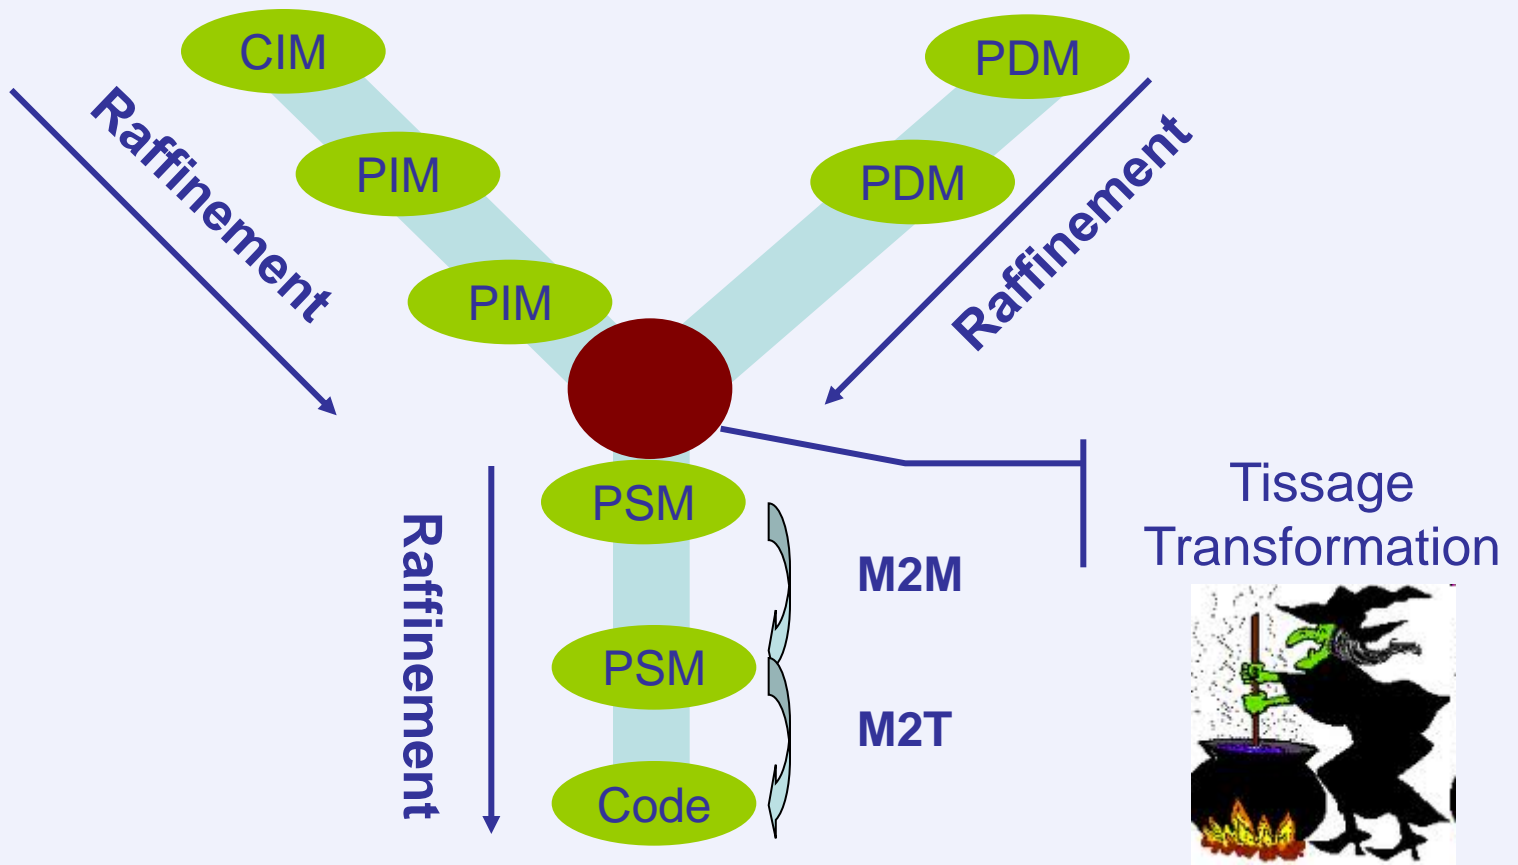 CIM
PDM
Raffinement
PIM
PDM
Raffinement
PIM
Tissage
Transformation
PSM
Raffinement
M2M
PSM
M2T
Code